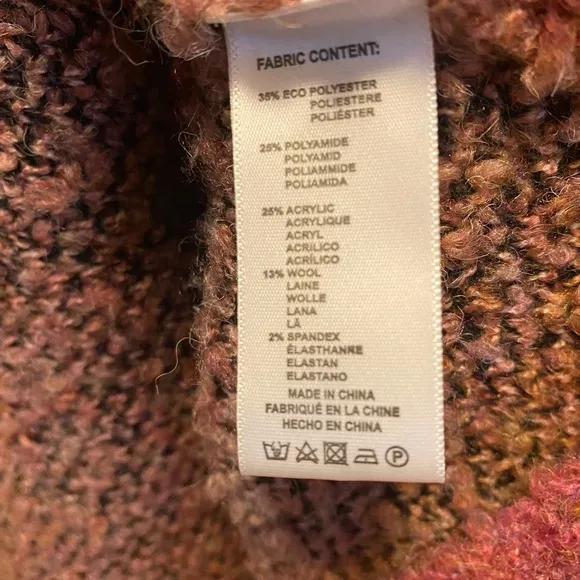 FABRIC CONTENT:
35% ECO POLYESTER
POLIESTERE
POLIÉSTER
25% POLYAMIDE
POLYAMID
POLIAMMIDE
POLIAMIDA
25% ACRYLIC
ACRYLIQUE
ACRYL
ACRILICO
ACRÍLICO
13% WOOL
LAINE
WOLLE
LANA
LÃ
2% SPANDEX
ÉLASTHANNE
ELASTAN
ELASTANO
MADE IN CHINA
FABRIQUÉ EN LA CHINE
HECHO EN CHINA
P